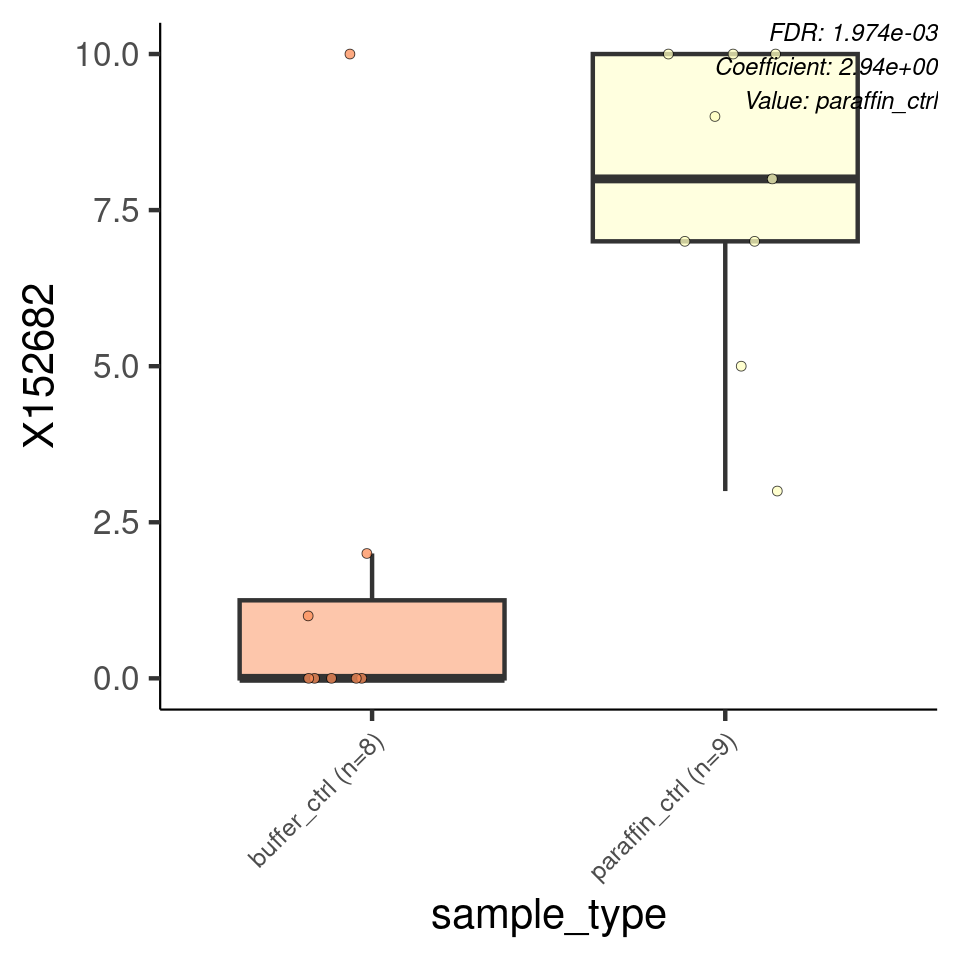 FDR: 1.974e-03
Coefficient: 2.94e+00
Value: paraffin_ctrl
10.0
7.5
5.0
2.5
0.0
X152682
buffer_ctrl (n=8)
paraffin_ctrl (n=9)
sample_type